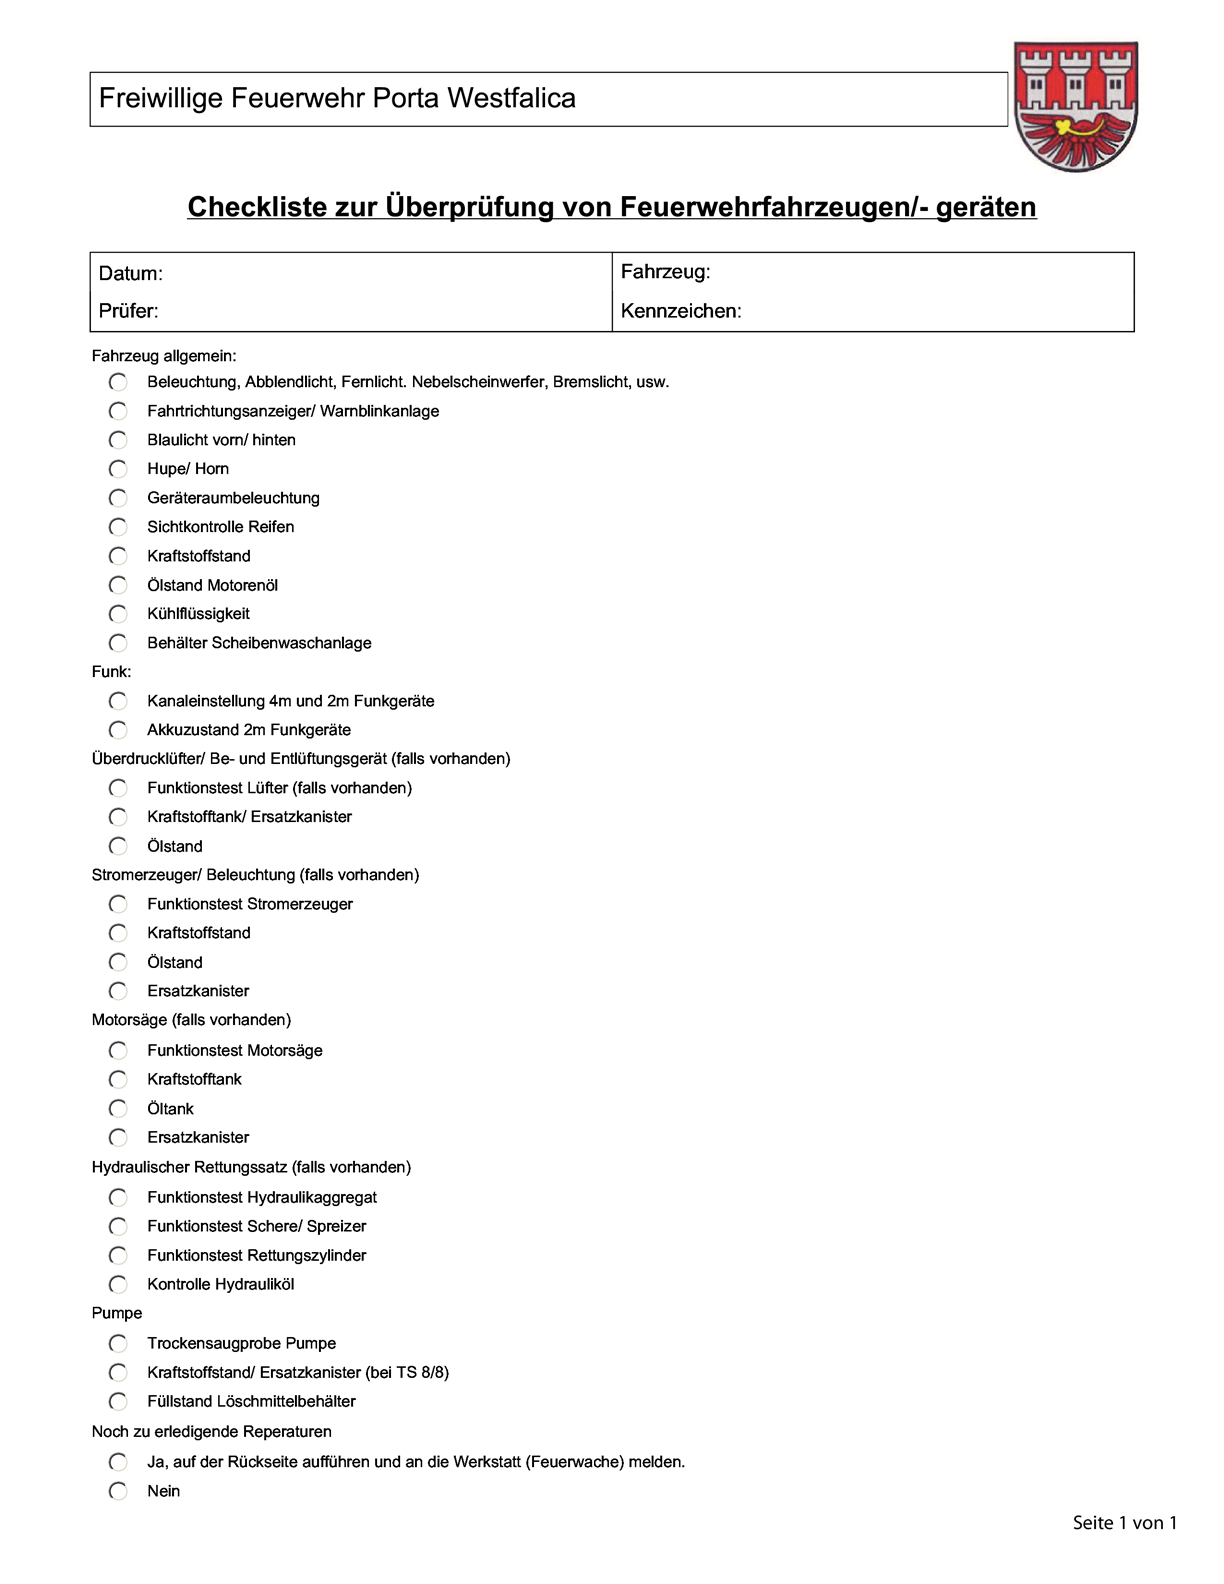 Freiwillige Feuerwehr Porta Westfalica
Checkliste zur Überprüfung von Feuerwehrfahrzeugen/- geräten
Datum:
Prüfer:
Fahrzeug:
Kennzeichen:
Fahrzeug allgemein:
Beleuchtung, Abblendlicht, Fernlicht. Nebelscheinwerfer, Bremslicht, usw.
Fahrtrichtungsanzeiger/ Warnblinkanlage
Blaulicht vorn/ hinten
Hupe/ Horn
Geräteraumbeleuchtung
Sichtkontrolle Reifen
Kraftstoffstand
Ölstand Motorenöl
Kühlflüssigkeit
Behälter Scheibenwaschanlage
Funk:
Kanaleinstellung 4m und 2m Funkgeräte
Akkuzustand 2m Funkgeräte
Überdrucklüfter/ Be- und Entlüftungsgerät (falls vorhanden)
Funktionstest Lüfter (falls vorhanden)
Kraftstofftank/ Ersatzkanister
Ölstand
Stromerzeuger/ Beleuchtung (falls vorhanden)
Funktionstest Stromerzeuger
Kraftstoffstand
Ölstand
Ersatzkanister
Motorsäge (falls vorhanden)
Funktionstest Motorsäge
Kraftstofftank
Öltank
Ersatzkanister
Hydraulischer Rettungssatz (falls vorhanden)
Funktionstest Hydraulikaggregat
Funktionstest Schere/ Spreizer
Funktionstest Rettungszylinder
Kontrolle Hydrauliköl
Pumpe
Trockensaugprobe Pumpe
Kraftstoffstand/ Ersatzkanister (bei TS 8/8)
Füllstand Löschmittelbehälter
Noch zu erledigende Reperaturen
Ja, auf der Rückseite aufführen und an die Werkstatt (Feuerwache) melden.
Nein
Seite 1 von 1